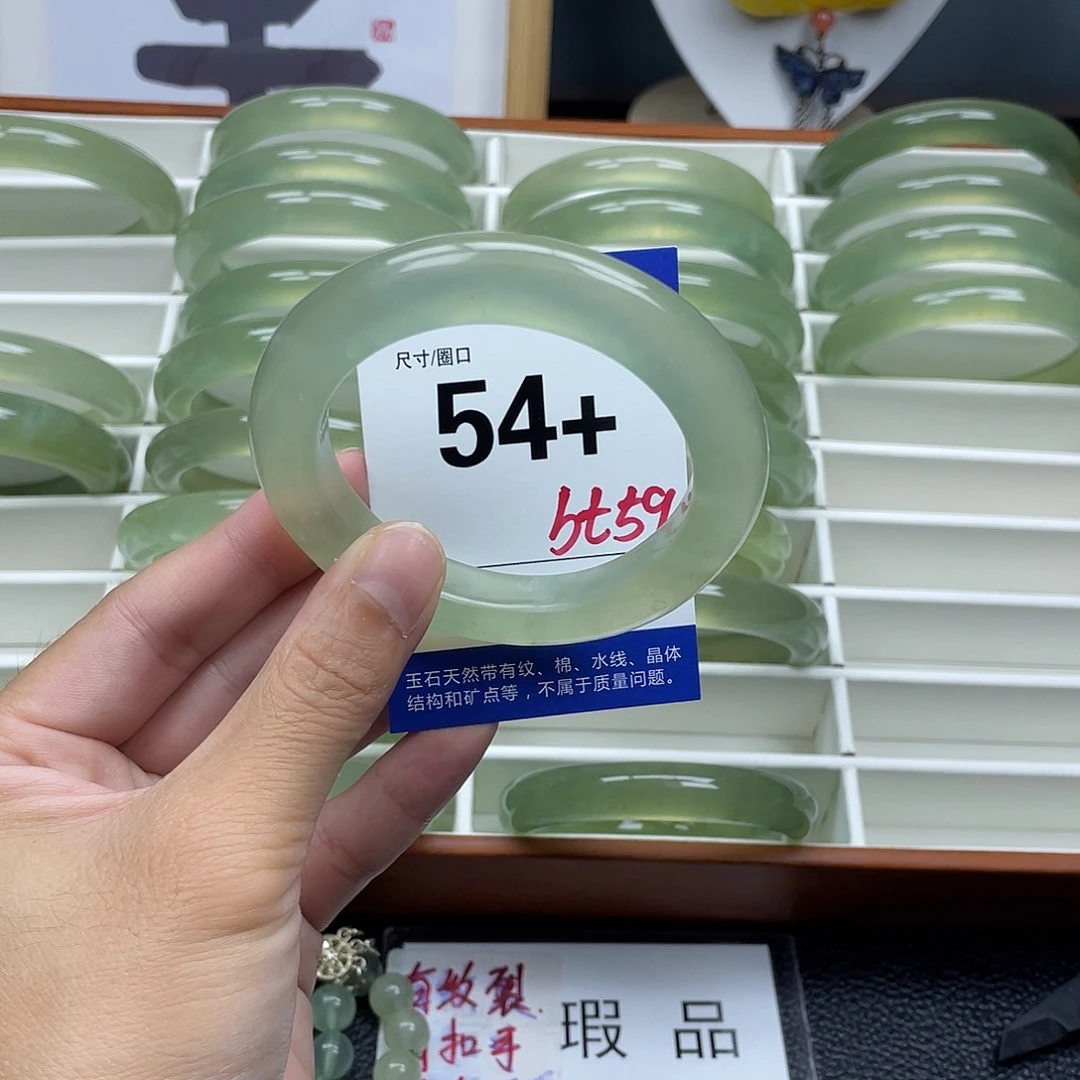 尺寸/圈口
54+
ht59
玉石天然带有纹、棉、水线、晶体
结构和矿点等，不属于质量问题。
有纹裂
扣手
瑕 品